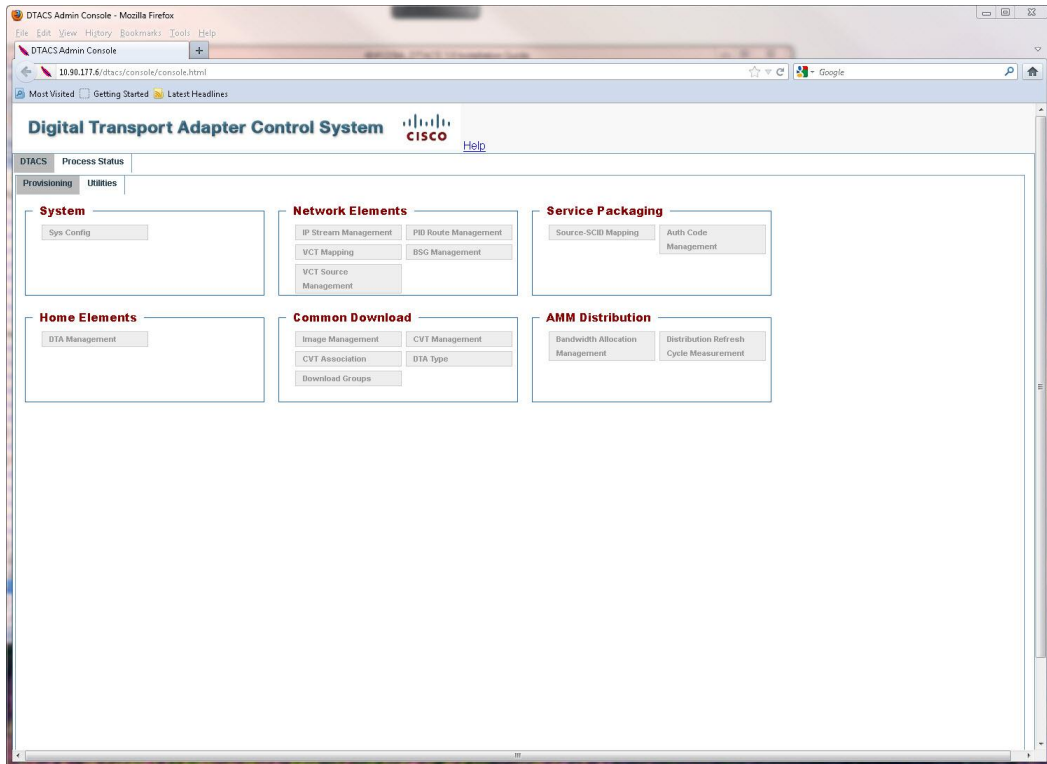 DTACS Admin Console - Mozilla Firefox
File Edit View History Bookmarks Tools Help
DTACS Admin Console
10.90.177.6/dtacs/console/console.html
Google
Most Visited Getting Started Latest Headlines
Digital Transport Adapter Control System
CISCO
Help
DTACS Process Status
Provisioning Utilities
System
Sys Config
Network Elements
IP Stream Management PID Route Management
VCT Mapping BSG Management
VCT Source
Management
Service Packaging
Source-SCID Mapping Auth Code
Management
Home Elements
DTA Management
Common Download
Image Management CVT Management
CVT Association DTA Type
Download Groups
AMM Distribution
Bandwidth Allocation Distribution Refresh
Management Cycle Measurement